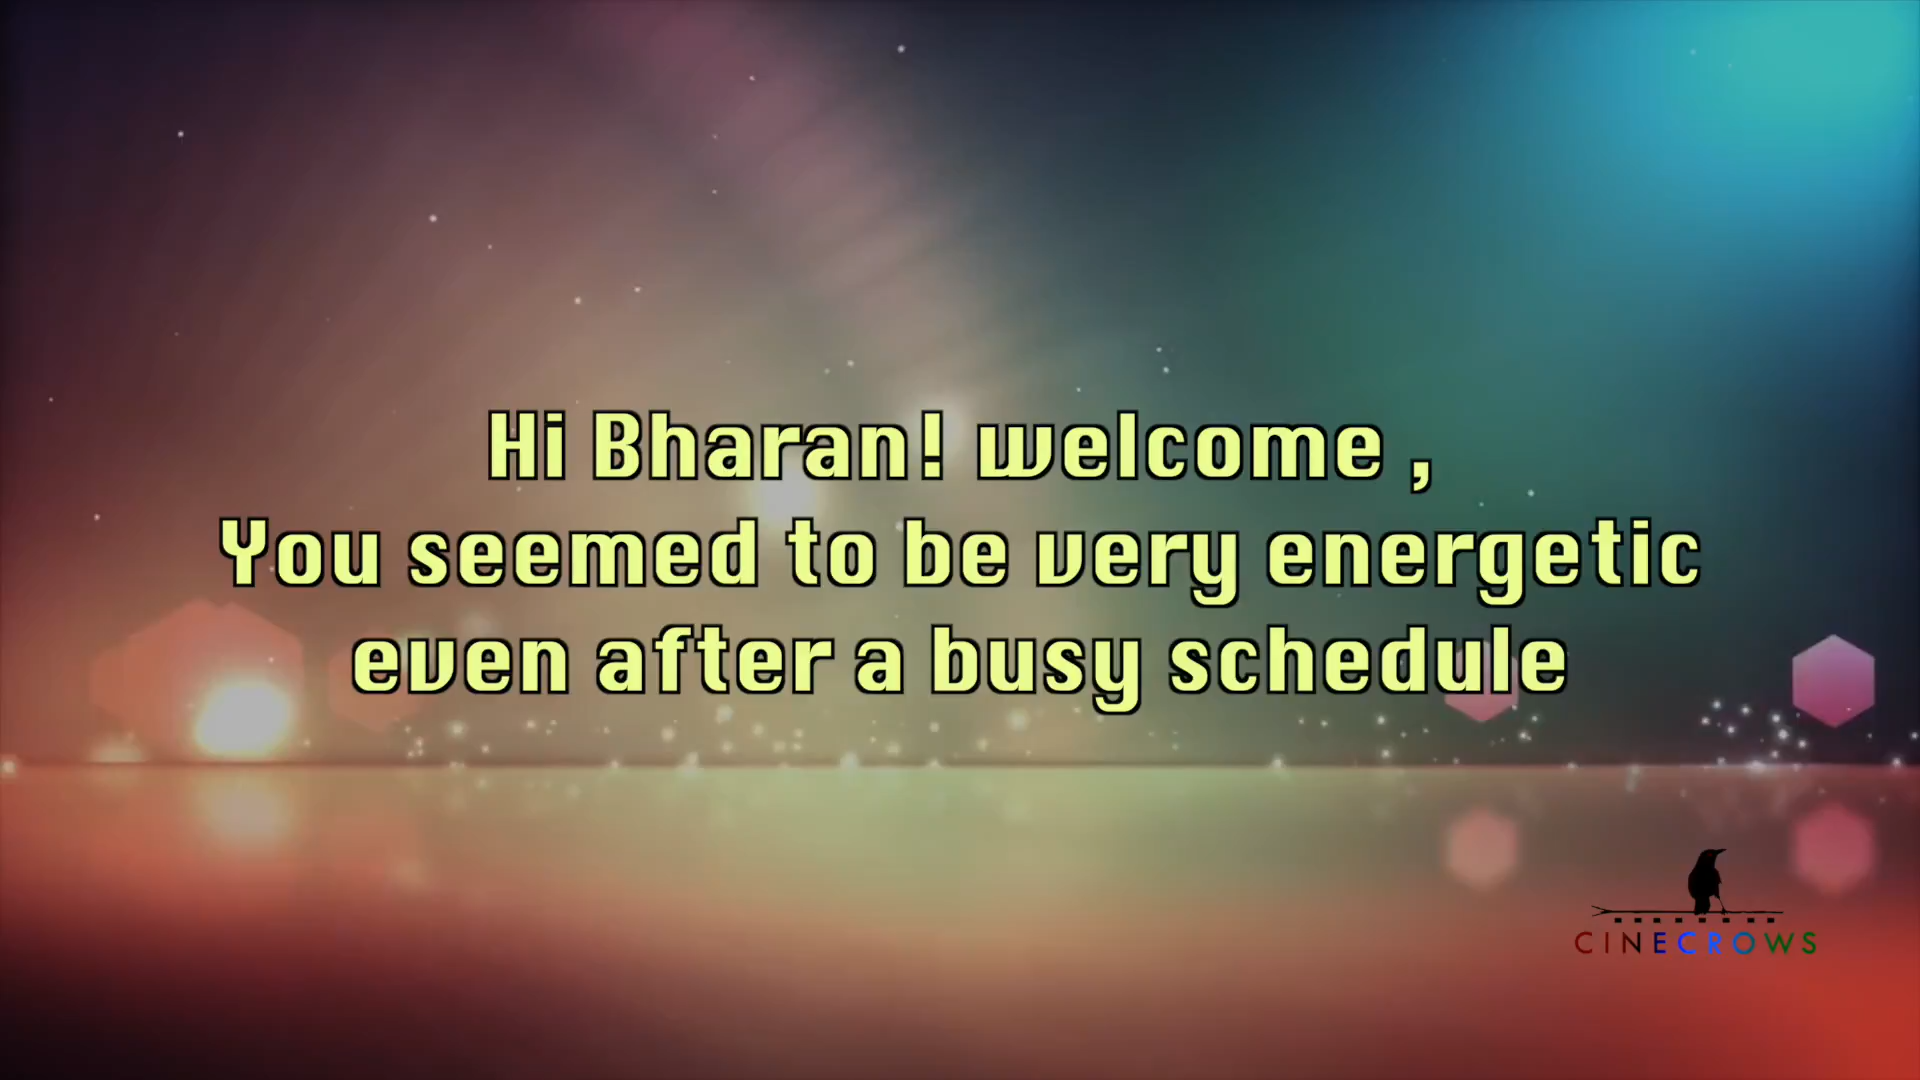 Hi Bharan! welcome ,
You seemed to be very energetic
even after a busy schedule
CINECROWS